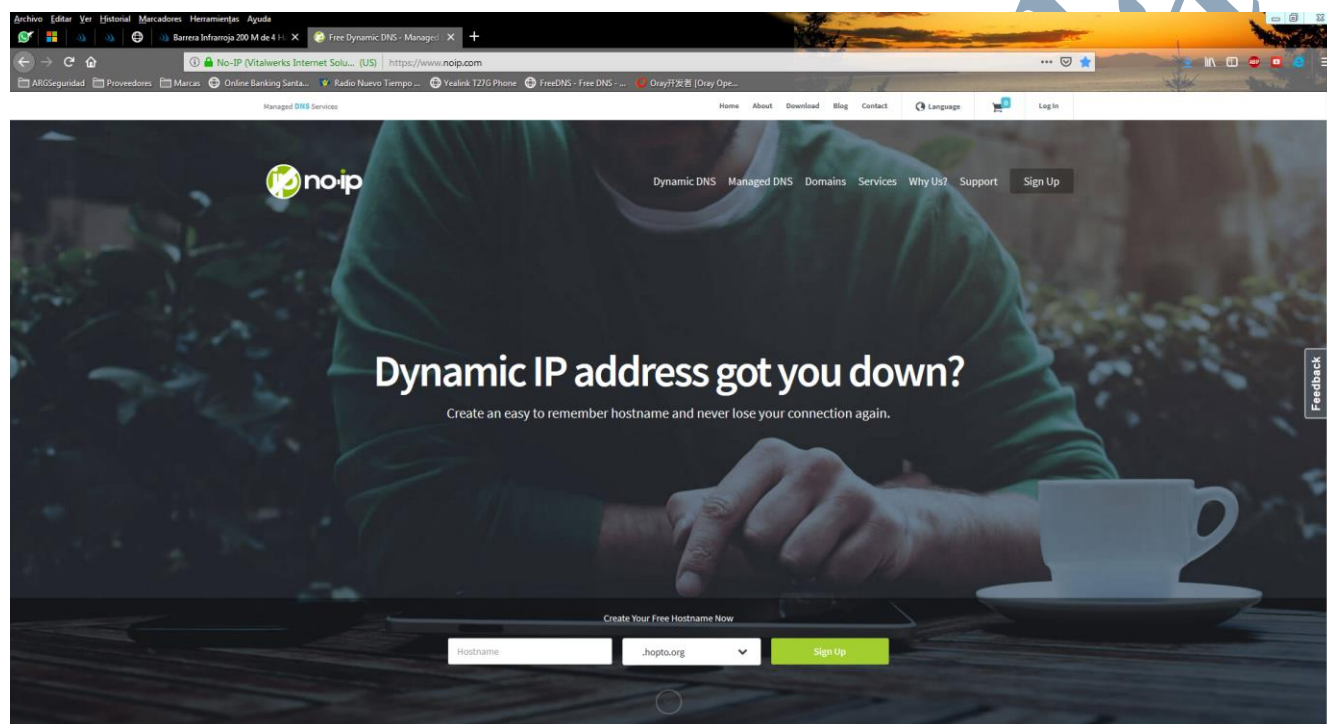 Archivo Editar Ver Historial Marcadores Herramientas Ayuda
Barrera Infrarroja 200 M de 4 H Free Dynamic DNS - Managed
No-IP (Vitalwerks Internet Solu... (US) https://www.noip.com
ARGSeguridad Proveedores Marcas Online Banking Santa... Radio Nuevo Tiempo ... Yealink T27G Phone FreeDNS - Free DNS - ... Oray开发者 [Oray Ope...
Managed DNS Services Home About Download Blog Contact Language 0 Log In
no·ip Dynamic DNS Managed DNS Domains Services Why Us? Support Sign Up
Dynamic IP address got you down?
Create an easy to remember hostname and never lose your connection again.
Feedback
Create Your Free Hostname Now
Hostname .hopto.org Sign Up